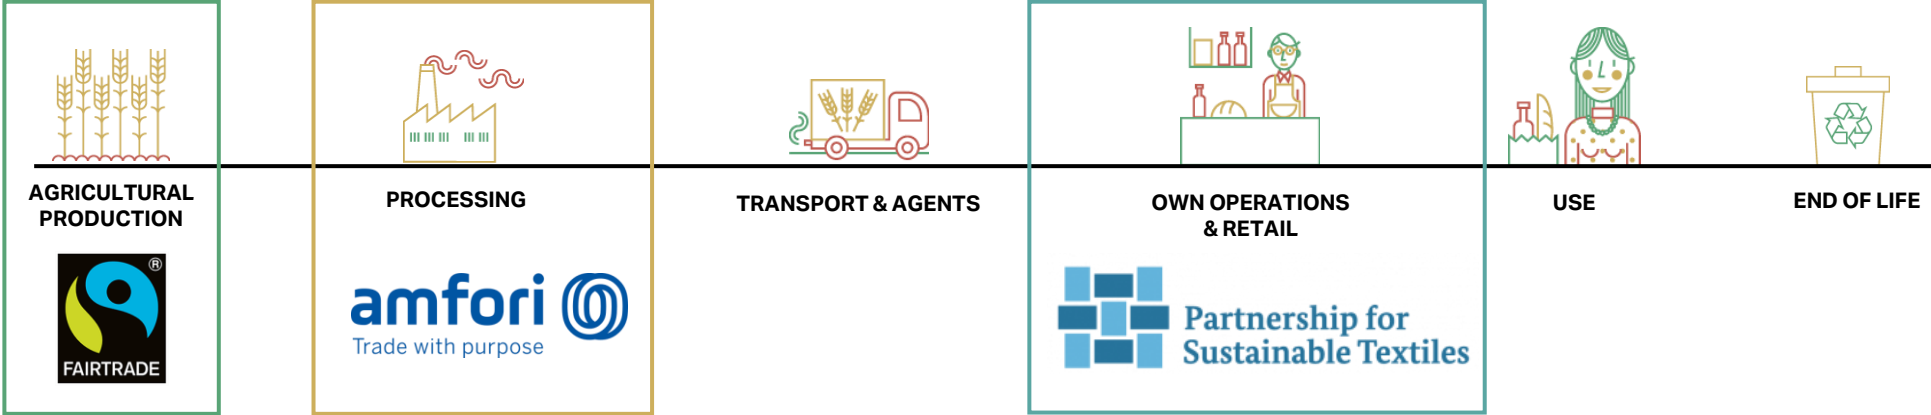 AGRICULTURAL
PRODUCTION
®
FAIRTRADE
PROCESSING
amfori
Trade with purpose
TRANSPORT & AGENTS
OWN OPERATIONS
& RETAIL
Partnership for
Sustainable Textiles
USE
END OF LIFE